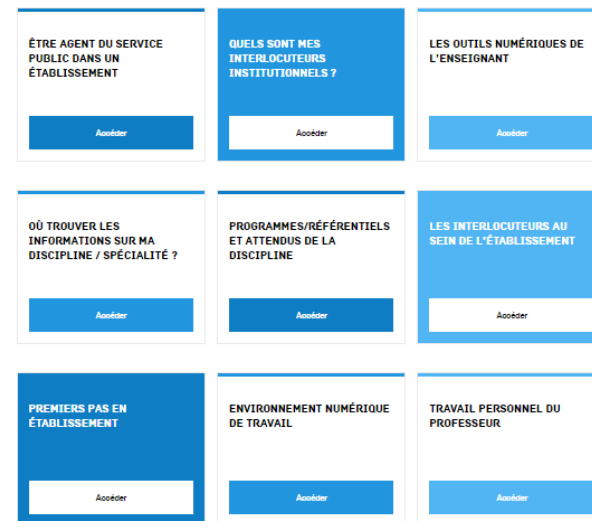 ÊTRE AGENT DU SERVICE
PUBLIC DANS UN
ÉTABLISSEMENT
Accéder
QUELS SONT MES
INTERLOCUTEURS
INSTITUTIONNELS ?
Accéder
LES OUTILS NUMÉRIQUES DE
L'ENSEIGNANT
Accéder
OÙ TROUVER LES
INFORMATIONS SUR MA
DISCIPLINE / SPÉCIALITÉ ?
Accéder
PROGRAMMES/RÉFÉRENTIELS
ET ATTENDUS DE LA
DISCIPLINE
Accéder
LES INTERLOCUTEURS AU
SEIN DE L'ÉTABLISSEMENT
Accéder
PREMIERS PAS EN
ÉTABLISSEMENT
Accéder
ENVIRONNEMENT NUMÉRIQUE
DE TRAVAIL
Accéder
TRAVAIL PERSONNEL DU
PROFESSEUR
Accéder